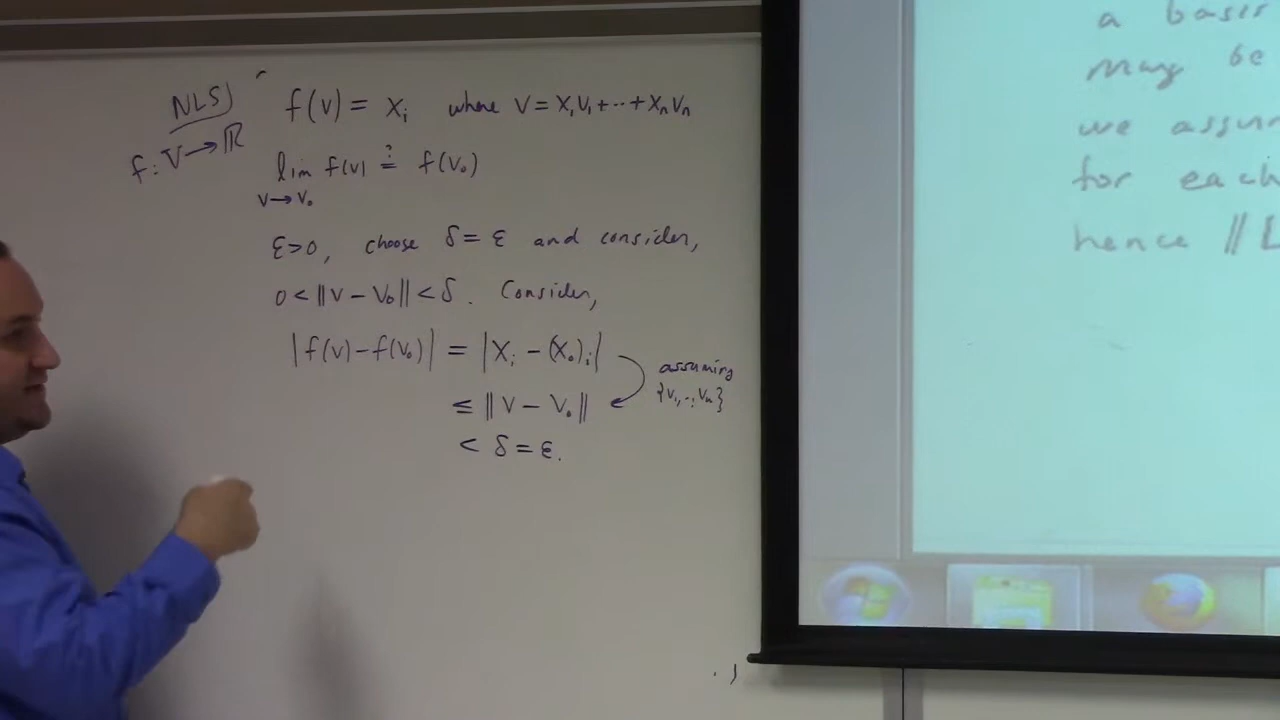 NLS
f: V → ℝ
f(v) = xᵢ where v = x₁v₁ + ··· + xₙvₙ
lim f(v) ≟ f(v₀)
v → v₀
ε > 0, choose δ = ε and consider,
0 < ‖v − v₀‖ < δ. Consider,
|f(v) − f(v₀)| = |xᵢ − (x₀)ᵢ|
assuming
{v₁, .., vₙ}
≤ ‖v − v₀‖
< δ = ε.
a basis
may be
we assum
for each
hence ‖